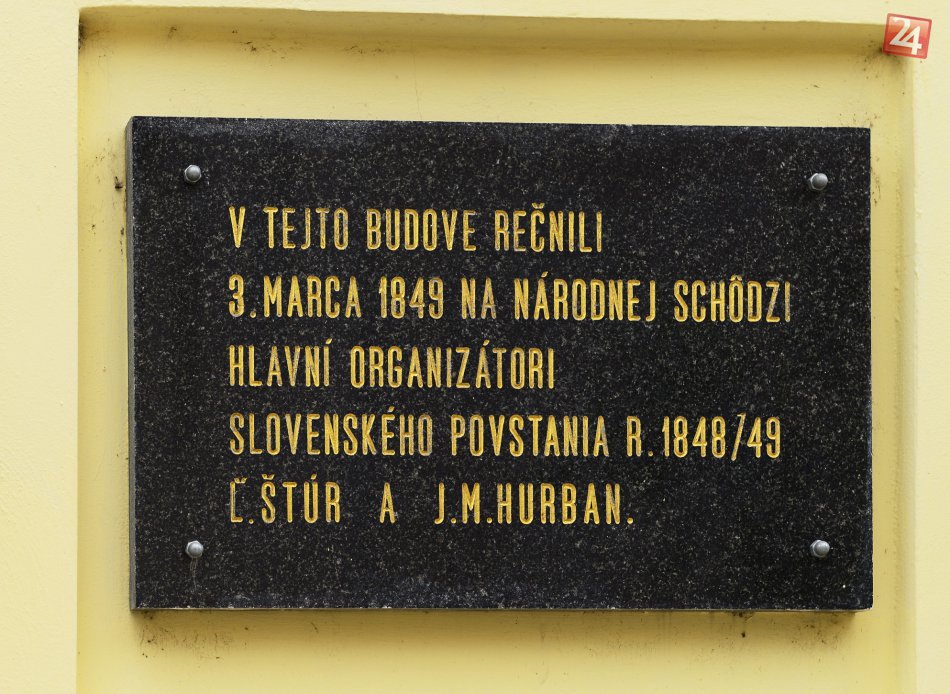 24
V TEJTO BUDOVE REČNILI
3. MARCA 1849 NA NÁRODNEJ SCHÔDZI
HLAVNÍ ORGANIZÁTORI
SLOVENSKÉHO POVSTANIA R. 1848/49
Ľ. ŠTÚR A J.M. HURBAN.